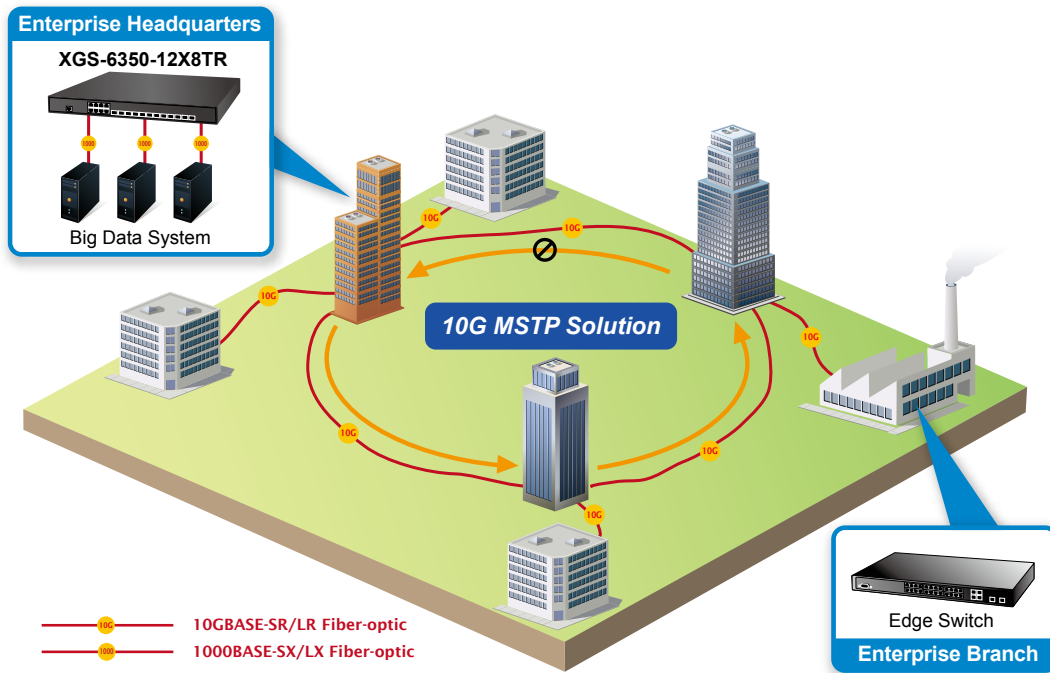 Enterprise Headquarters
XGS-6350-12X8TR
1000
1000
1000
Big Data System
10G
10G
10G
10G MSTP Solution
10G
10G
10G
10G
Edge Switch
Enterprise Branch
10G 10GBASE-SR/LR Fiber-optic
1000 1000BASE-SX/LX Fiber-optic